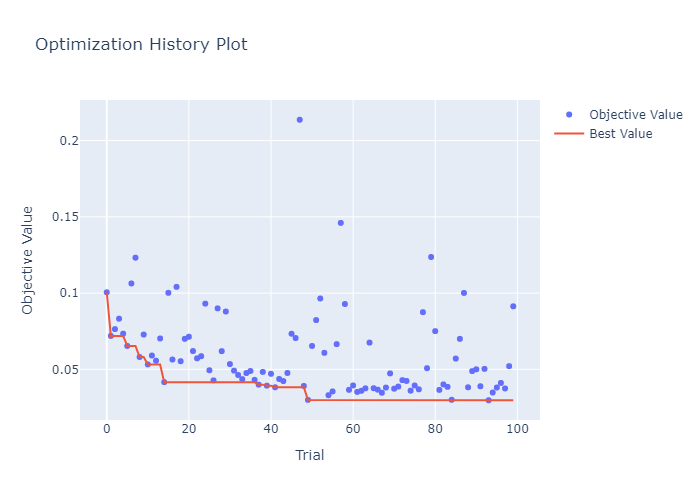 Optimization History Plot
Objective Value
Best Value
0.2
0.15
0.1
0.05
0
20
40
60
80
100
Objective Value
Trial